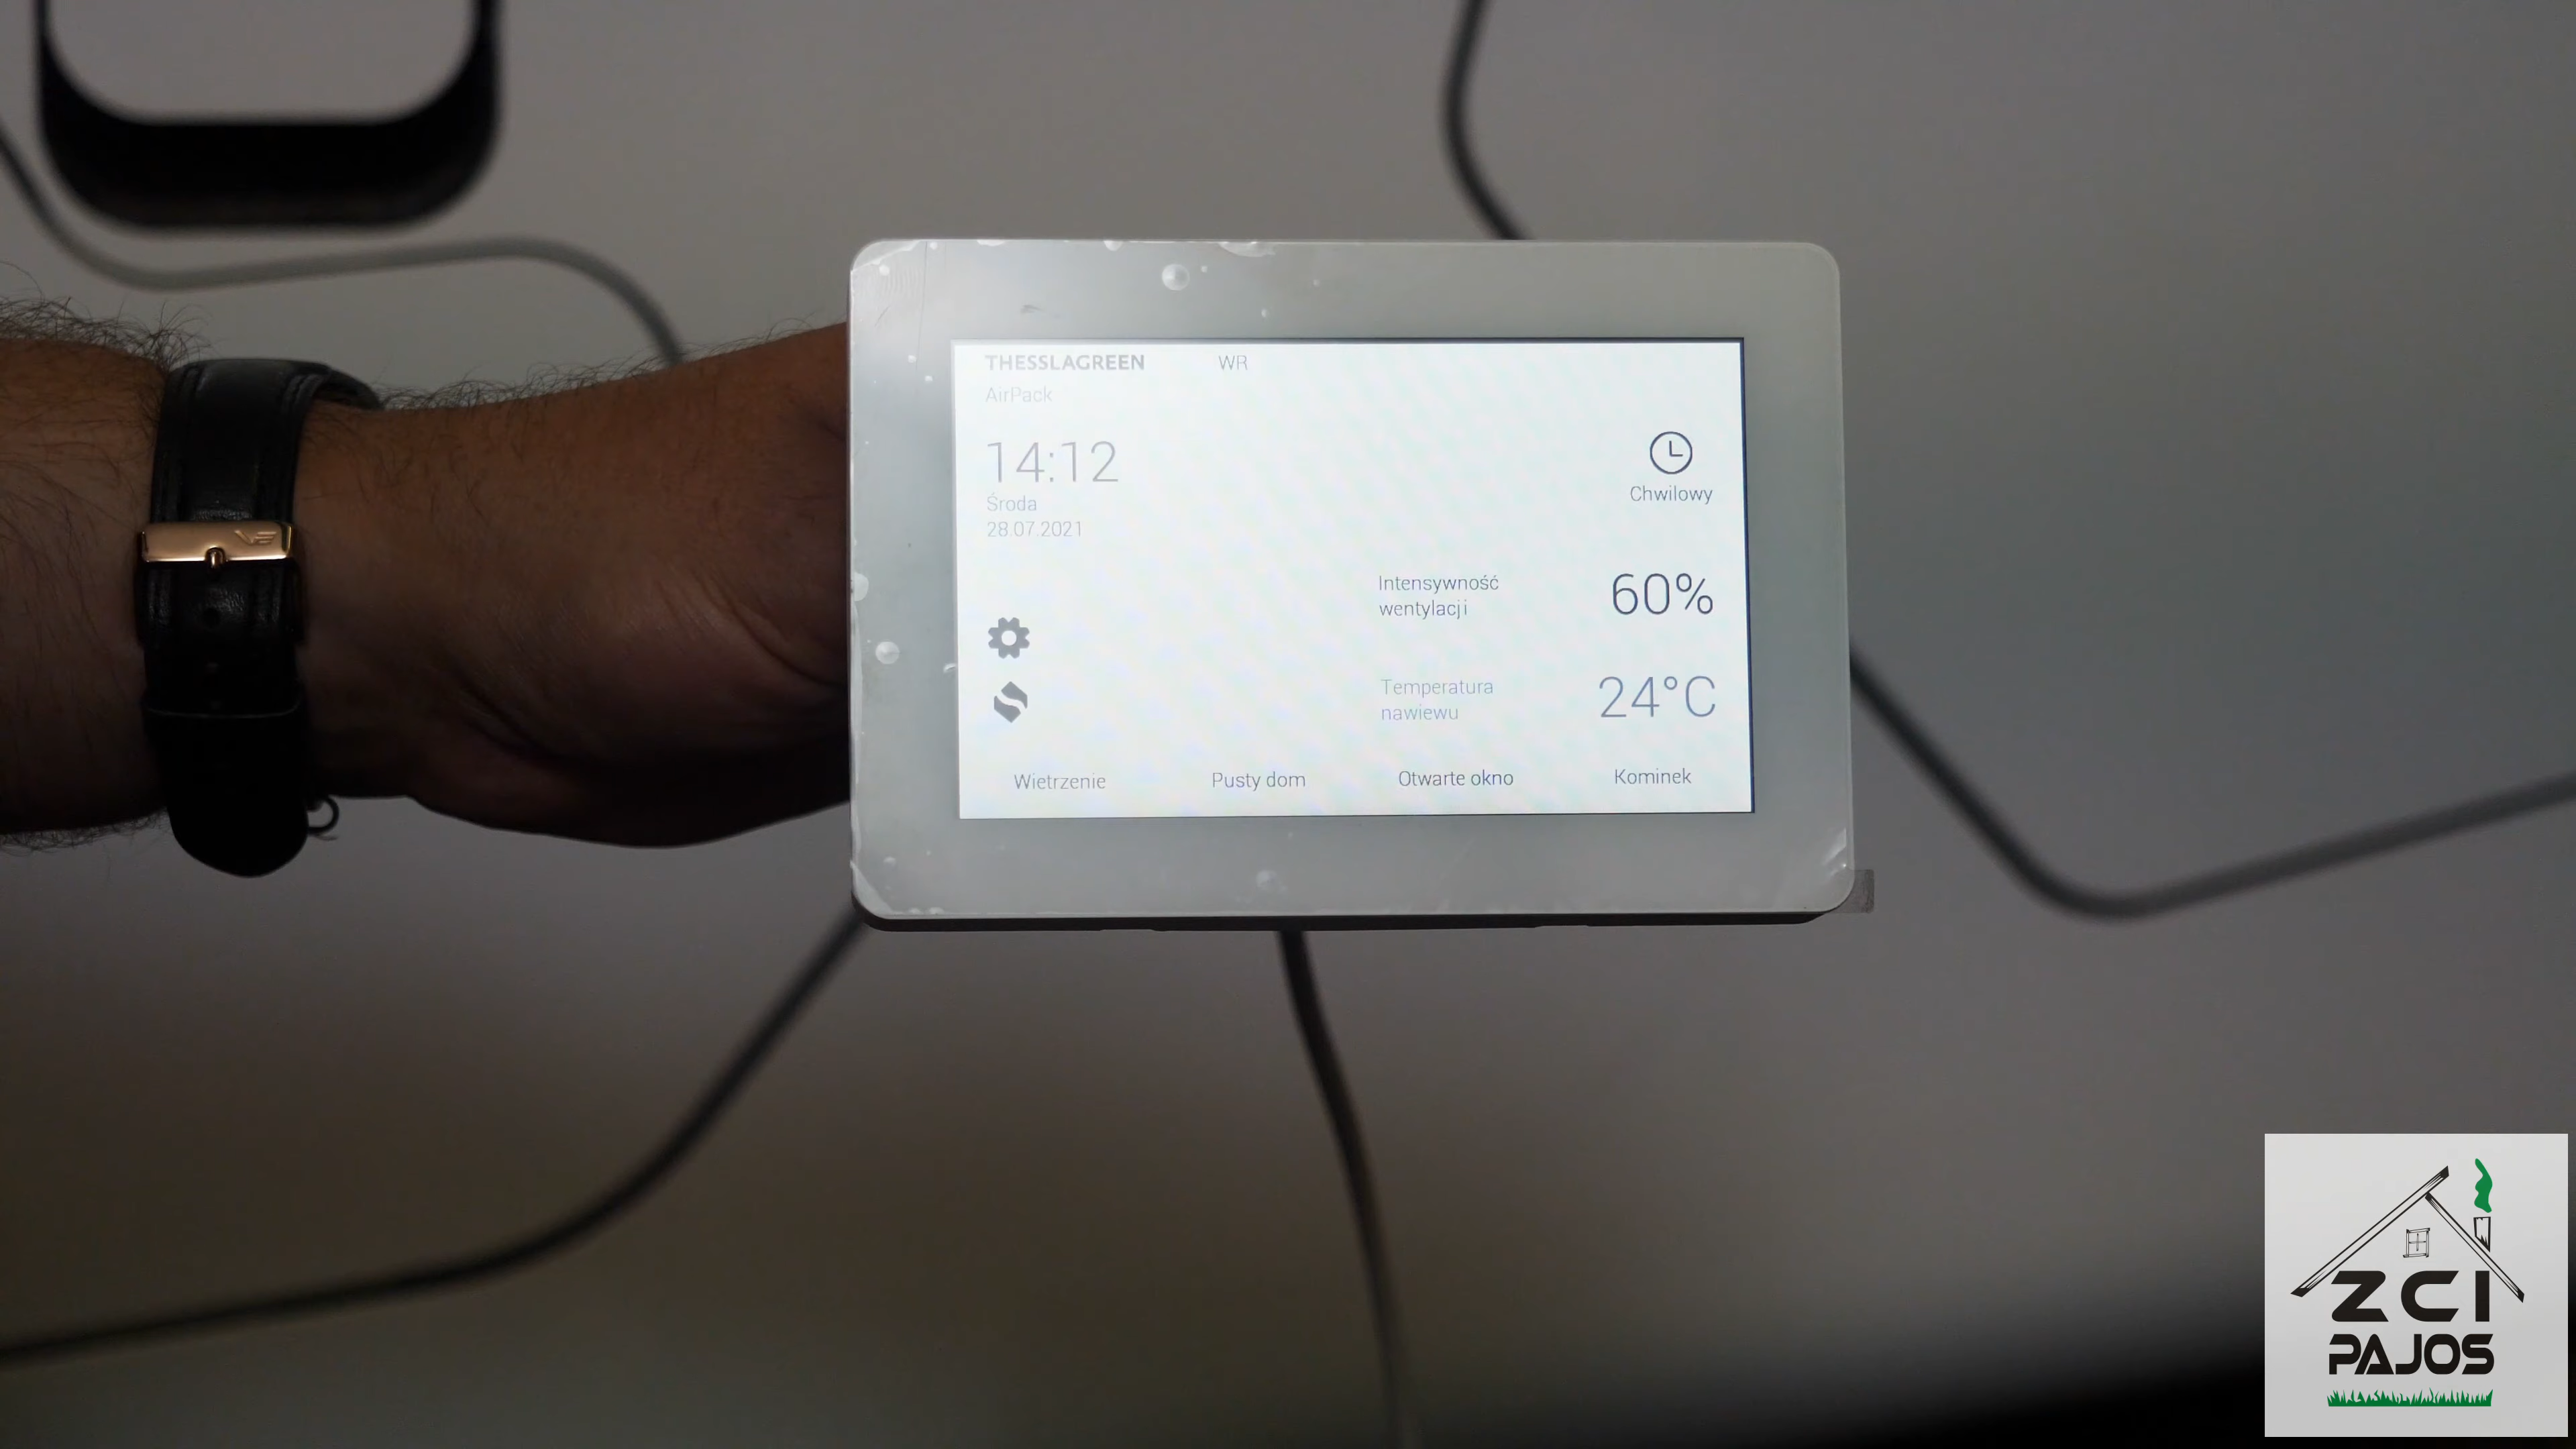 THESSLAGREEN WR
AirPack
14:12
Środa
28.07.2021
Chwilowy
Intensywność
wentylacji
60%
Temperatura
nawiewu
24°C
Wietrzenie Pusty dom Otwarte okno Kominek
ZCI
PAJOS